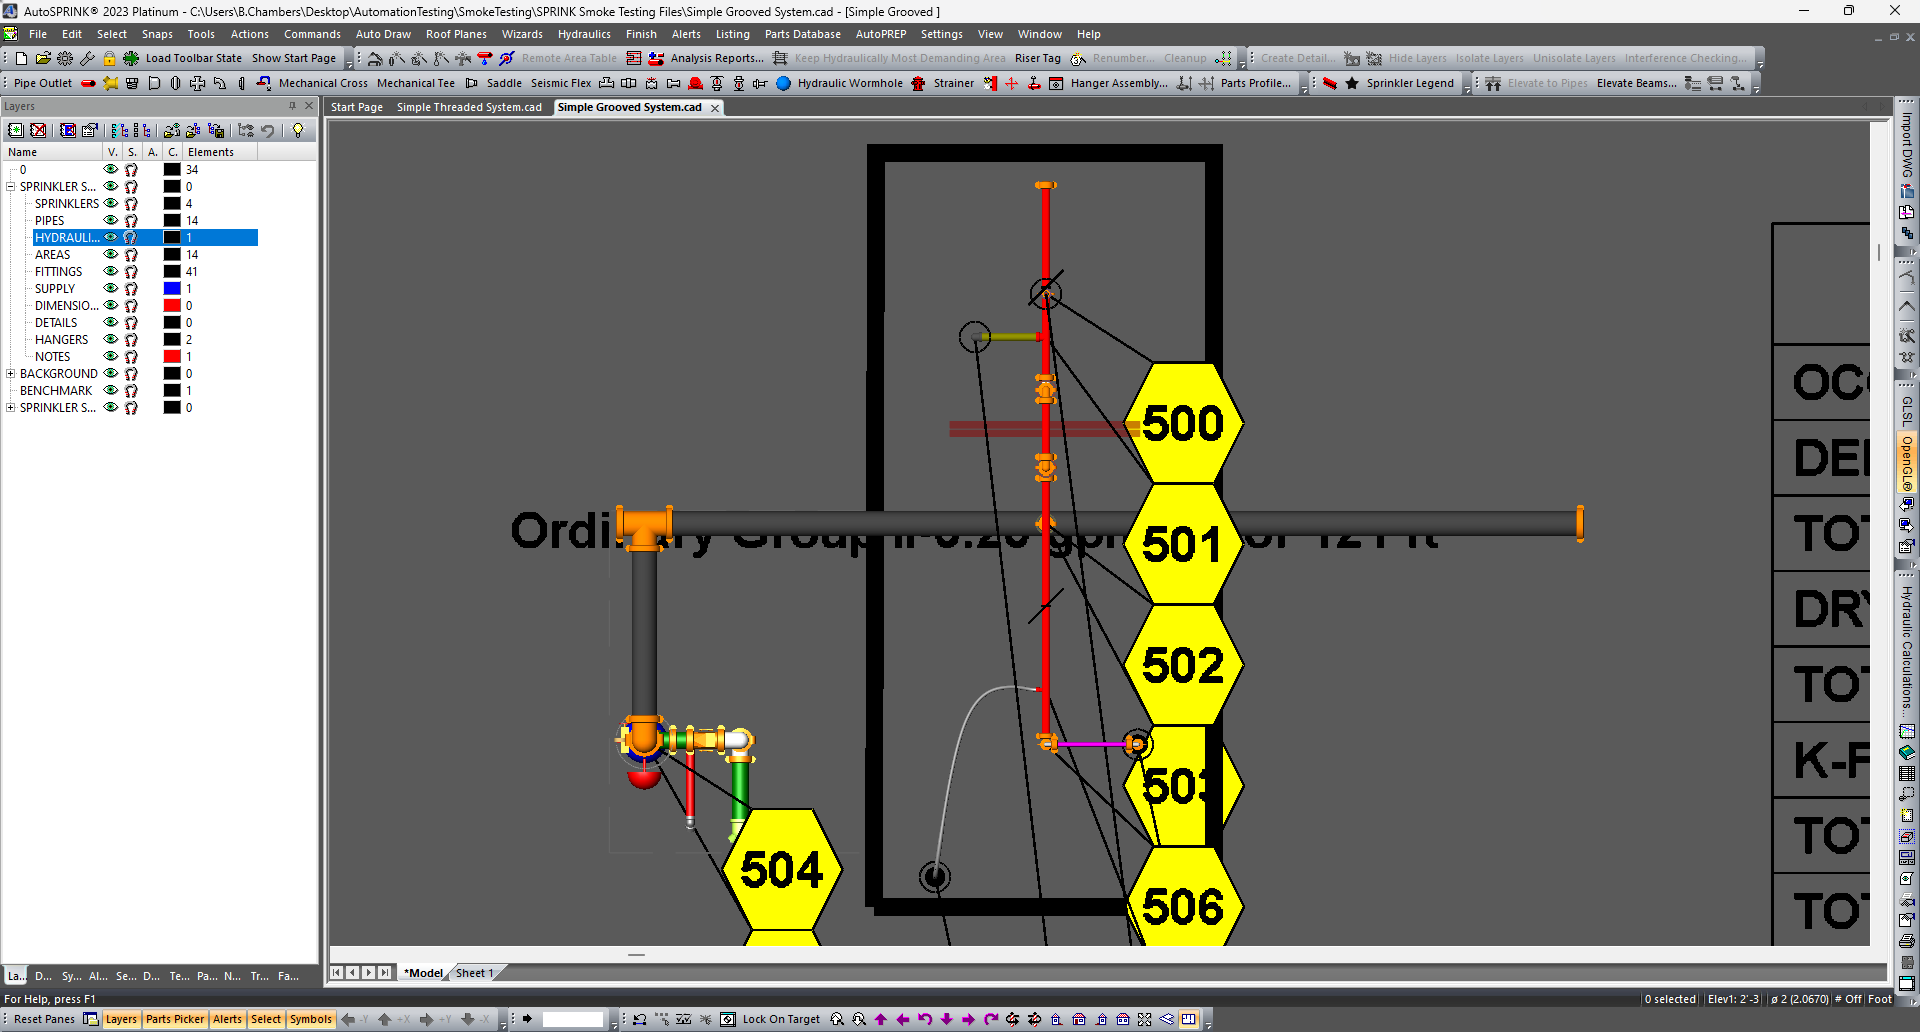 AutoSPRINK® 2023 Platinum - C:\Users\B.Chambers\Desktop\AutomationTesting\SmokeTesting\SPRINK Smoke Testing Files\Simple Grooved System.cad - [Simple Grooved ]
File Edit Select Snaps Tools Actions Commands Auto Draw Roof Planes Wizards Hydraulics Finish Alerts Listing Parts Database AutoPREP Settings View Window Help
Load Toolbar State Show Start Page Remote Area Table Analysis Reports... Keep Hydraulically Most Demanding Area Riser Tag Renumber... Cleanup Create Detail... Hide Layers Isolate Layers Unisolate Layers Interference Checking...
Pipe Outlet Mechanical Cross Mechanical Tee Saddle Seismic Flex Hydraulic Wormhole Strainer Hanger Assembly... Parts Profile... Sprinkler Legend Elevate to Pipes Elevate Beams...
Layers
Start Page Simple Threaded System.cad Simple Grooved System.cad
Name V. S. A. C. Elements
0 34
SPRINKLER S... 0
SPRINKLERS 4
PIPES 14
HYDRAULI... 1
AREAS 14
FITTINGS 41
SUPPLY 1
DIMENSIO... 0
DETAILS 0
HANGERS 2
NOTES 1
BACKGROUND 0
BENCHMARK 1
SPRINKLER S... 0
500
501
502
503
504
506
TOT
K-F
TOT
TOT
Import DWG
GLSL
OpenGL®
Hydraulic Calculations...
La... D... Sy... Al... Se... D... Te... Pa... N... Tr... Fa...
*Model Sheet 1
For Help, press F1
0 selected Elev1: 2'-3 ø 2 (2.0670) # Off Foot
Reset Panes Layers Parts Picker Alerts Select Symbols -Y +X +Y -X Lock On Target